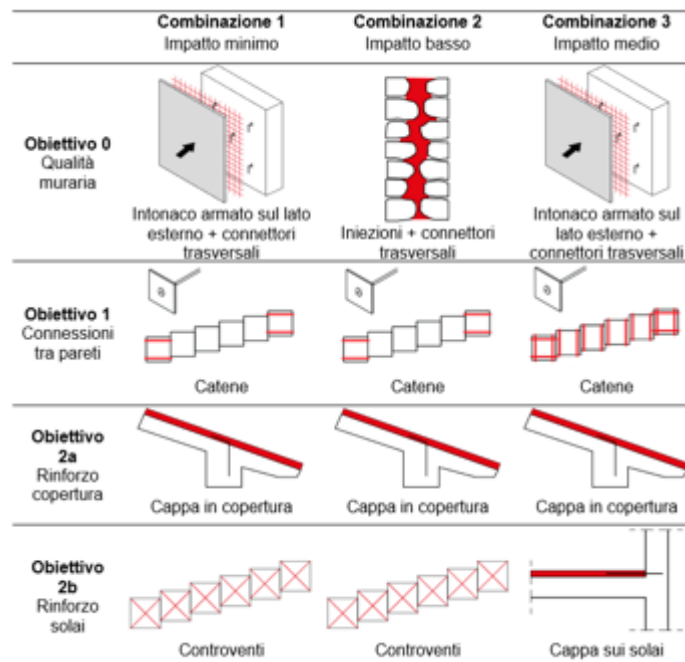 Combinazione 1
Impatto minimo
Combinazione 2
Impatto basso
Combinazione 3
Impatto medio
Obiettivo 0
Qualità
muraria
Intonaco armato sul lato
esterno + connettori
trasversali
Iniezioni + connettori
trasversali
Intonaco armato sul
lato esterno +
connettori trasversali
Obiettivo 1
Connessioni
tra pareti
Catene
Catene
Catene
Obiettivo
2a
Rinforzo
copertura
Cappa in copertura
Cappa in copertura
Cappa in copertura
Obiettivo
2b
Rinforzo
solai
Controventi
Controventi
Cappa sui solai